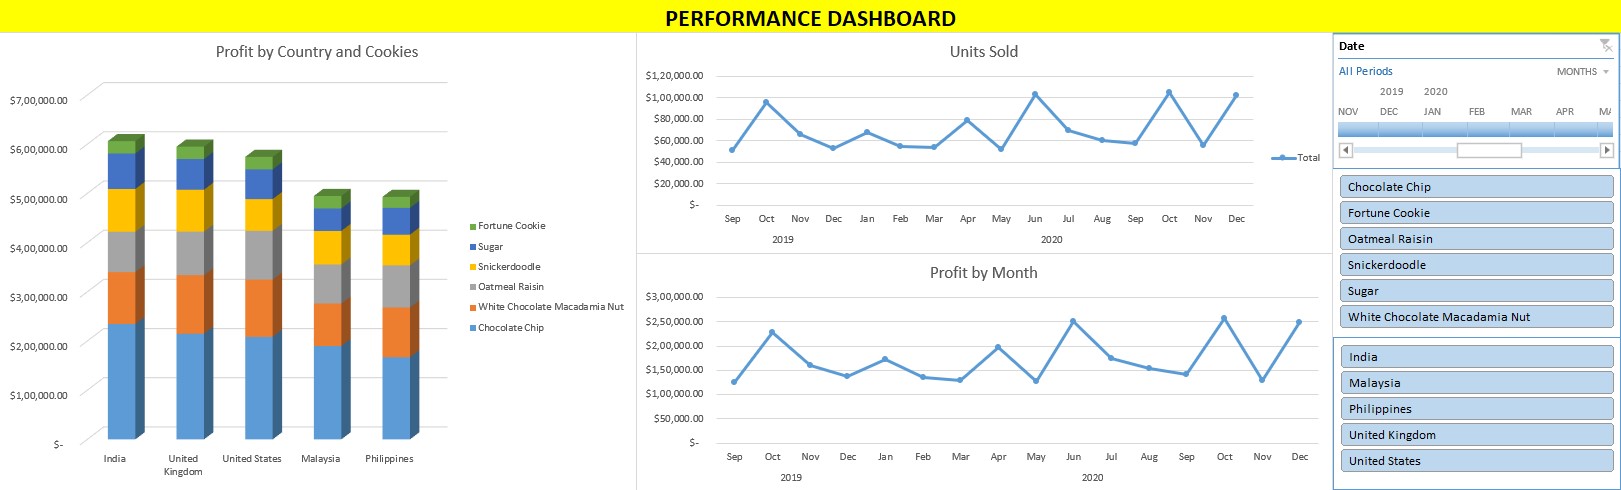 PERFORMANCE DASHBOARD
Profit by Country and Cookies
$7,00,000.00
$6,00,000.00
$5,00,000.00
$4,00,000.00
$3,00,000.00
$2,00,000.00
$1,00,000.00
$-
India
United Kingdom
United States
Malaysia
Philippines
Fortune Cookie
Sugar
Snickerdoodle
Oatmeal Raisin
White Chocolate Macadamia Nut
Chocolate Chip
Units Sold
$1,20,000.00
$1,00,000.00
$80,000.00
$60,000.00
$40,000.00
$20,000.00
$-
Sep Oct Nov Dec Jan Feb Mar Apr May Jun Jul Aug Sep Oct Nov Dec
2019 2020
Total
Profit by Month
$3,00,000.00
$2,50,000.00
$2,00,000.00
$1,50,000.00
$1,00,000.00
$50,000.00
$-
Sep Oct Nov Dec Jan Feb Mar Apr May Jun Jul Aug Sep Oct Nov Dec
2019 2020
Date
All Periods MONTHS
2019 2020
NOV DEC JAN FEB MAR APR
Chocolate Chip
Fortune Cookie
Oatmeal Raisin
Snickerdoodle
Sugar
White Chocolate Macadamia Nut
India
Malaysia
Philippines
United Kingdom
United States